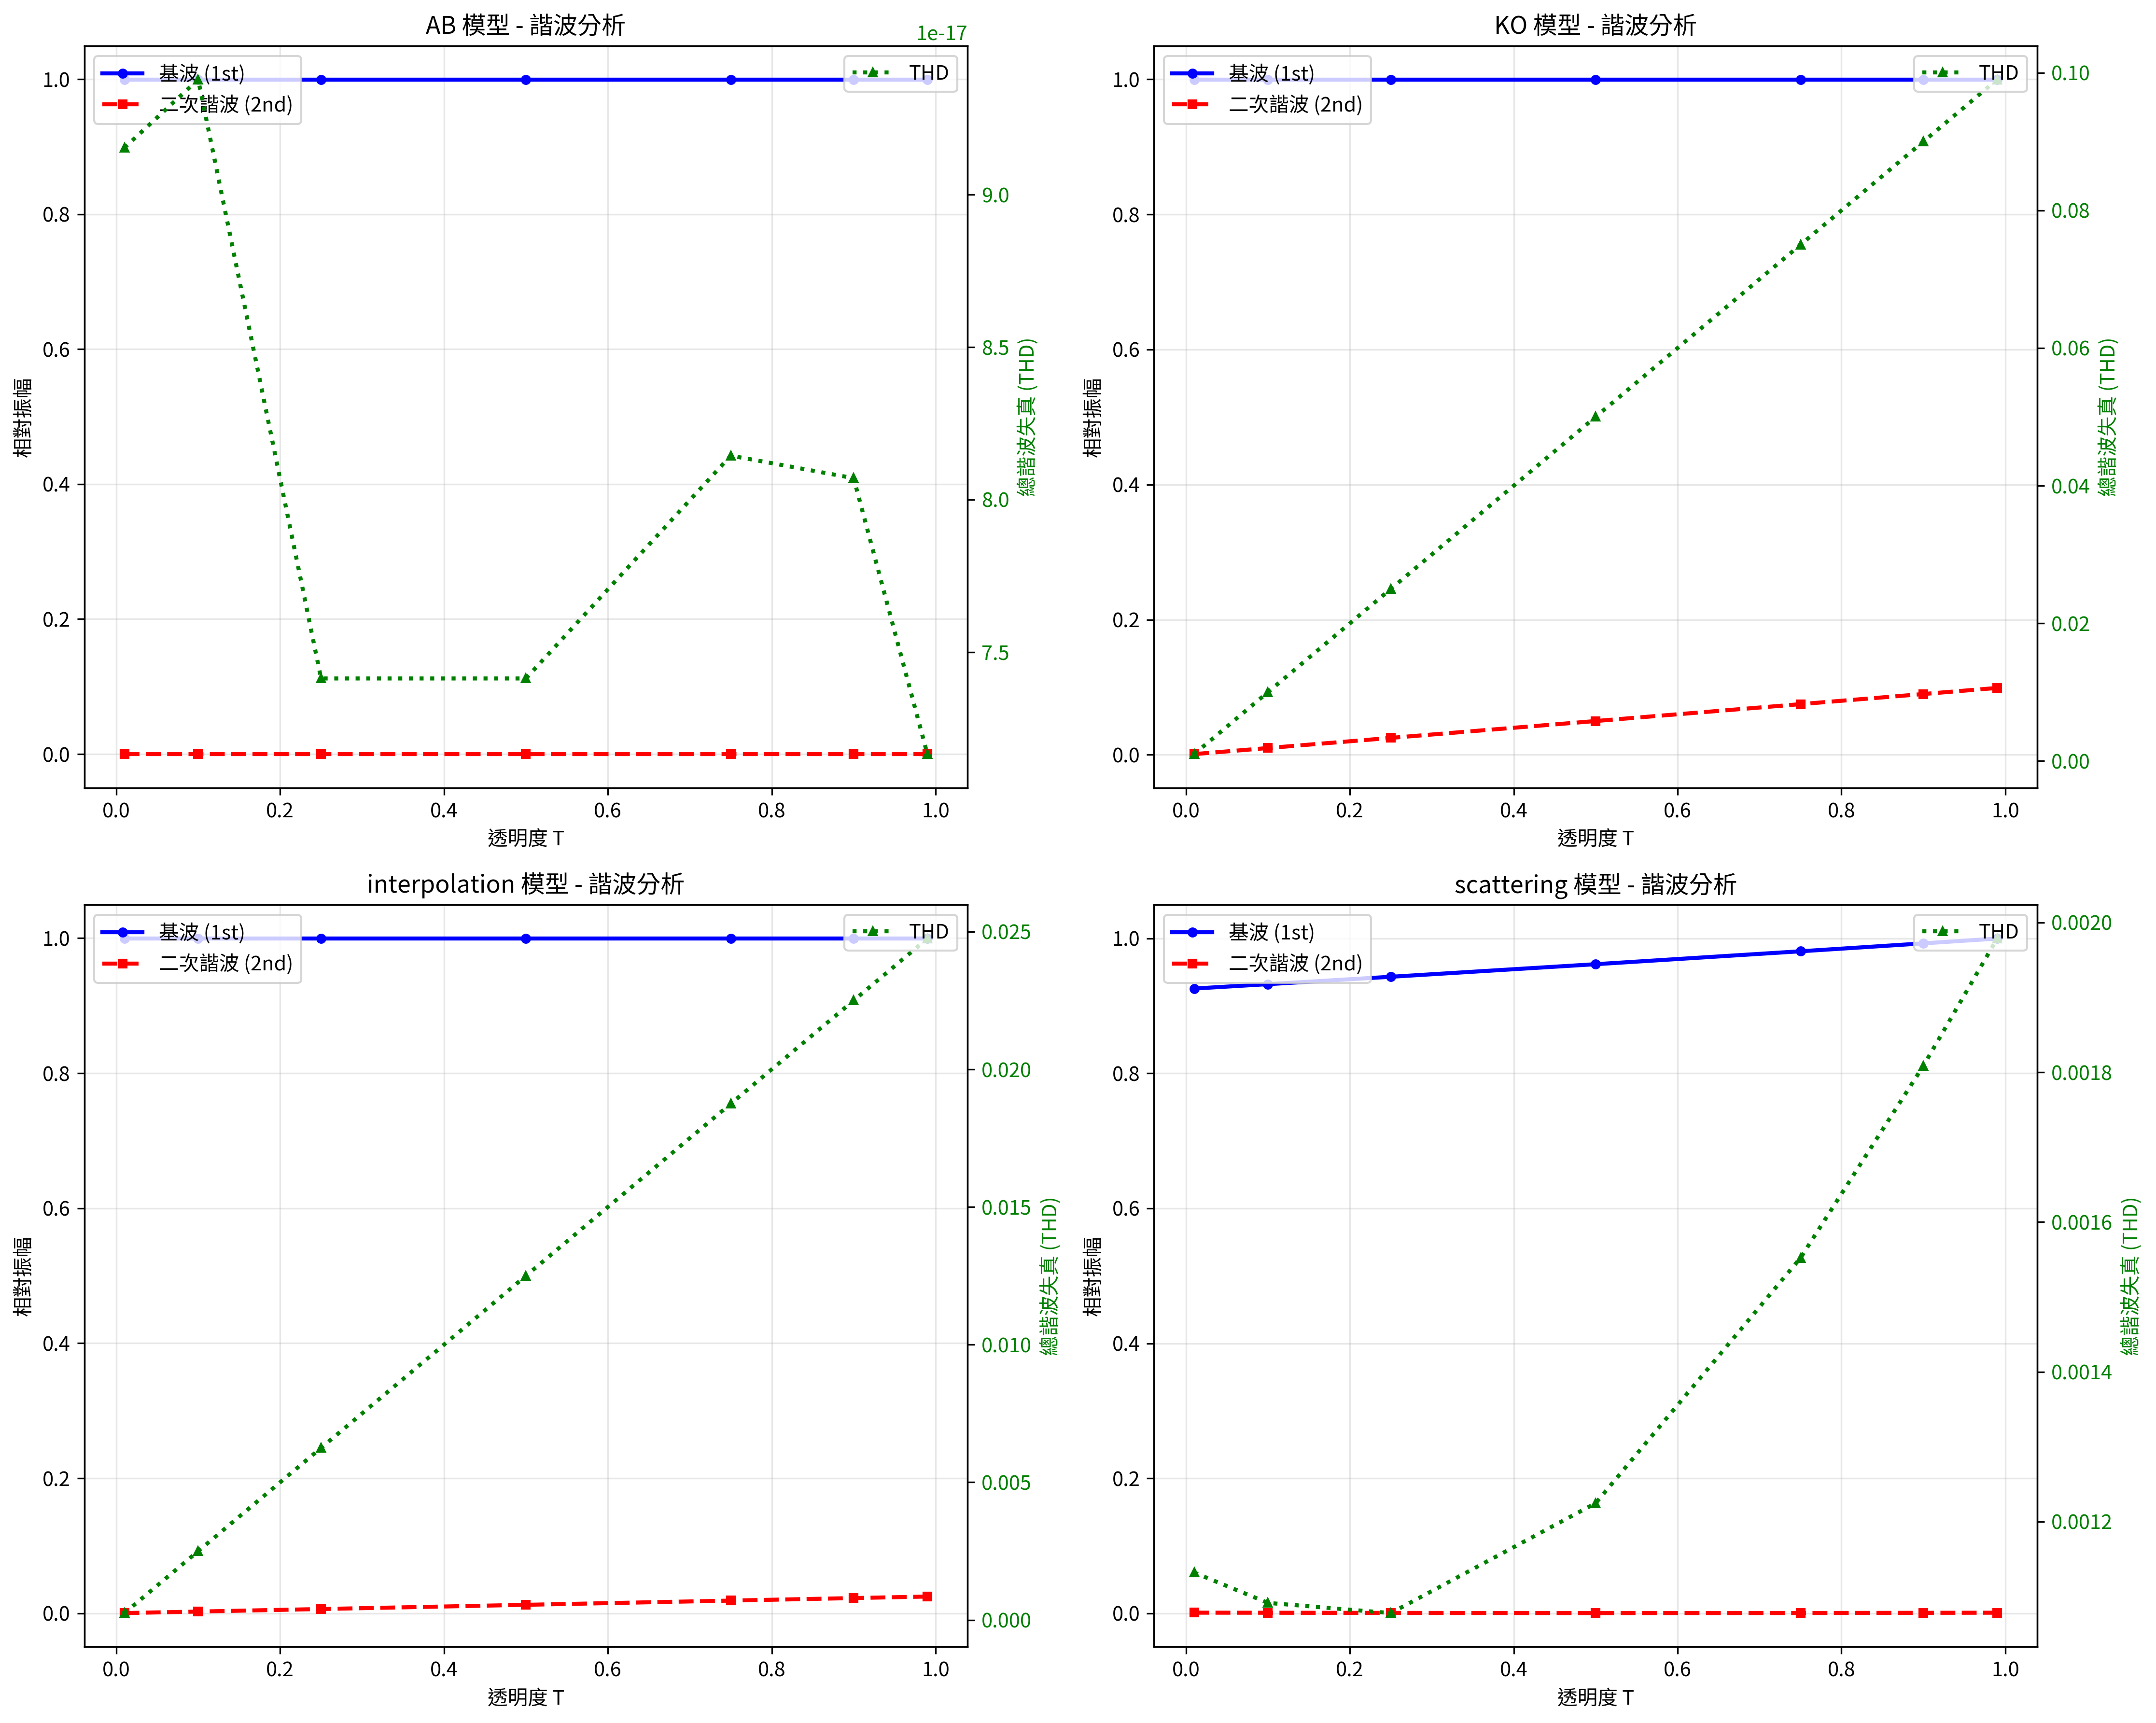 AB 模型 - 諧波分析
1e-17
基波 (1st)
二次諧波 (2nd)
THD
1.0
0.8
0.6
0.4
0.2
0.0
相對振幅
9.0
8.5
8.0
7.5
總諧波失真 (THD)
0.0 0.2 0.4 0.6 0.8 1.0
透明度 T
KO 模型 - 諧波分析
基波 (1st)
二次諧波 (2nd)
THD
1.0
0.8
0.6
0.4
0.2
0.0
相對振幅
0.10
0.08
0.06
0.04
0.02
0.00
總諧波失真 (THD)
0.0 0.2 0.4 0.6 0.8 1.0
透明度 T
interpolation 模型 - 諧波分析
基波 (1st)
二次諧波 (2nd)
THD
1.0
0.8
0.6
0.4
0.2
0.0
相對振幅
0.025
0.020
0.015
0.010
0.005
0.000
總諧波失真 (THD)
0.0 0.2 0.4 0.6 0.8 1.0
透明度 T
scattering 模型 - 諧波分析
基波 (1st)
二次諧波 (2nd)
THD
1.0
0.8
0.6
0.4
0.2
0.0
相對振幅
0.0020
0.0018
0.0016
0.0014
0.0012
總諧波失真 (THD)
0.0 0.2 0.4 0.6 0.8 1.0
透明度 T